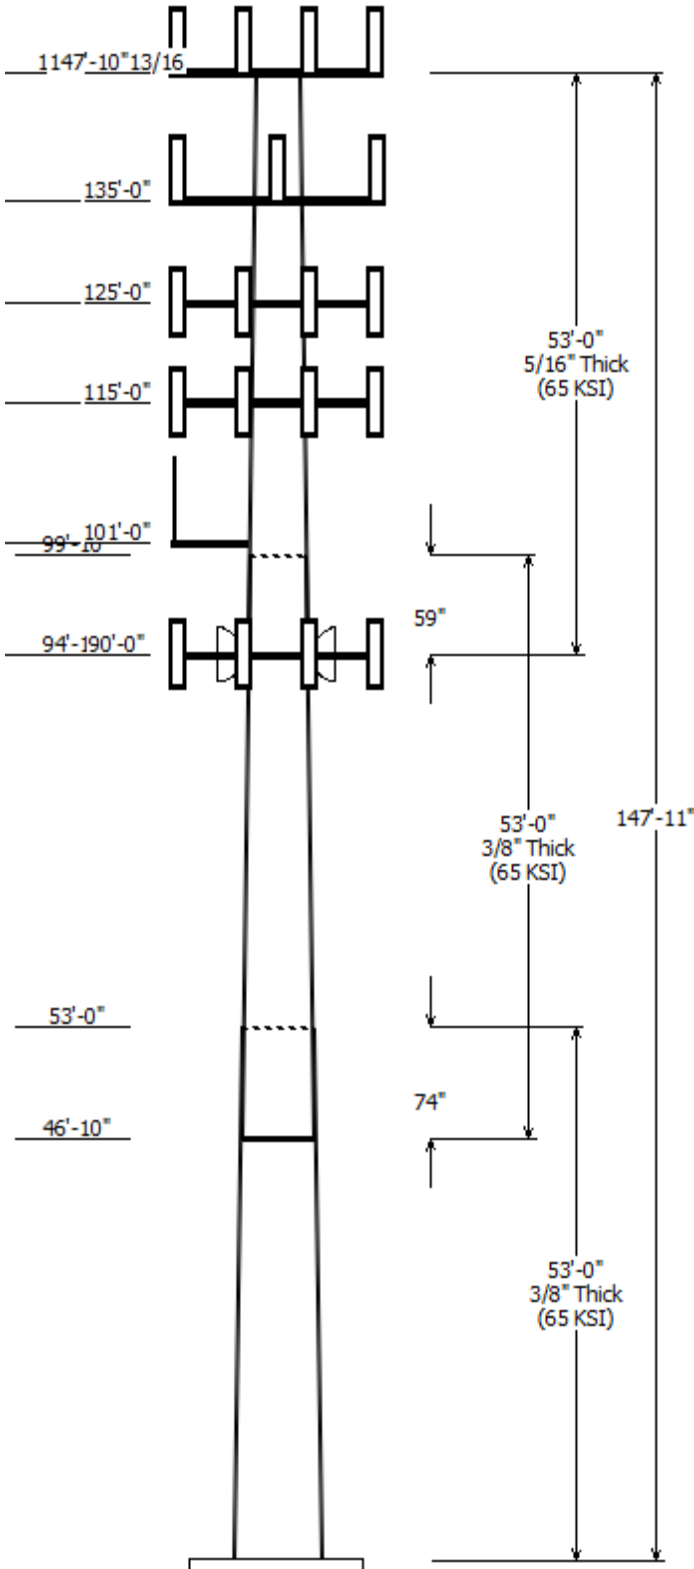 1147'-10"13/16
135'-0"
125'-0"
115'-0"
101'-0"
99'-10"
94'-190'-0"
53'-0"
46'-10"
53'-0"
5/16" Thick
(65 KSI)
59"
53'-0"
3/8" Thick
(65 KSI)
147'-11"
74"
53'-0"
3/8" Thick
(65 KSI)